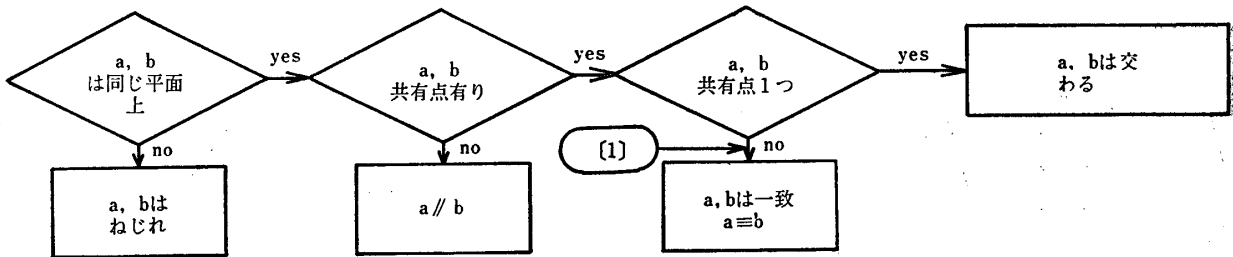 a, b
は同じ平面
上
yes
no
a, bは
ねじれ
a, b
共有点有り
yes
no
a∥b
a, b
共有点1つ
yes
〔1〕
no
a,bは一致
a≡b
a, bは交
わる